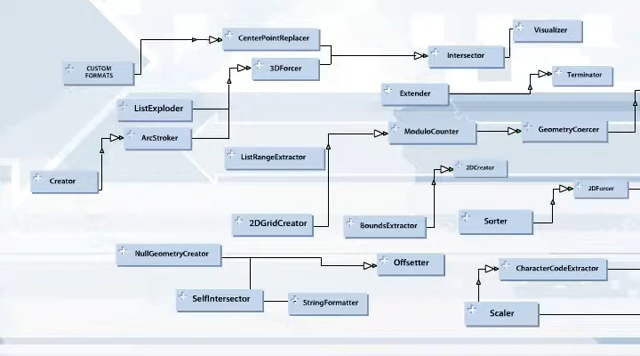 Visualizer
CenterPointReplacer
Intersector
CUSTOM
FORMATS
3DForcer
Terminator
Extender
ListExploder
ArcStroker
ModuloCounter
GeometryCoercer
ListRangeExtractor
2DCreator
Creator
2DForcer
2DGridCreator
BoundsExtractor
Sorter
NullGeometryCreator
Offsetter
CharacterCodeExtractor
SelfIntersector
StringFormatter
Scaler